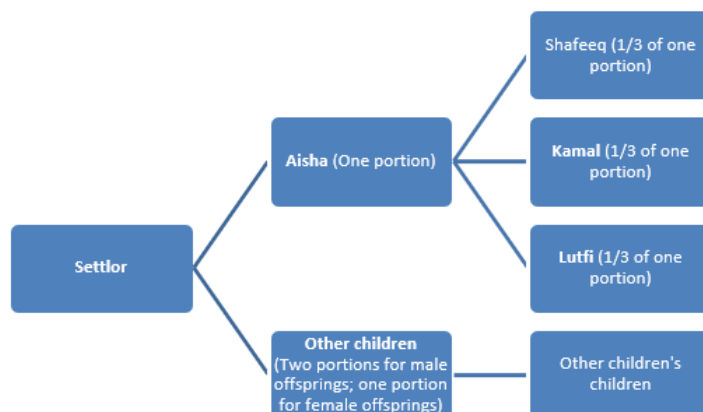 Shafeeq (1/3 of one
portion)
Aisha (One portion)
Kamal (1/3 of one
portion)
Settlor
Lutfi (1/3 of one
portion)
Other children
(Two portions for male
offsprings; one portion
for female offsprings)
Other children's
children